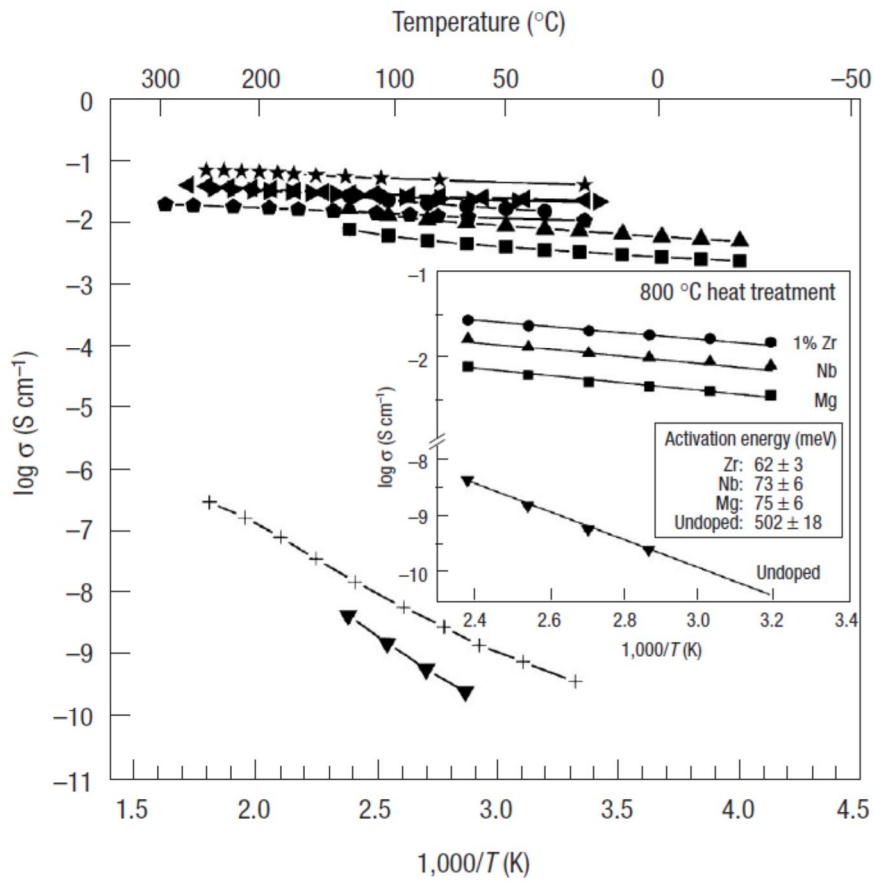 Temperature (°C)
300 200 100 50 0 −50
0
−1
−2
−3
−4
−5
−6
−7
−8
−9
−10
−11
log σ (S cm⁻¹)
1.5 2.0 2.5 3.0 3.5 4.0 4.5
1,000/T (K)
−1
−2
−8
−9
−10
log σ (S cm⁻¹)
800 °C heat treatment
1% Zr
Nb
Mg
Activation energy (meV)
Zr: 62 ± 3
Nb: 73 ± 6
Mg: 75 ± 6
Undoped: 502 ± 18
Undoped
2.4 2.6 2.8 3.0 3.2 3.4
1,000/T (K)